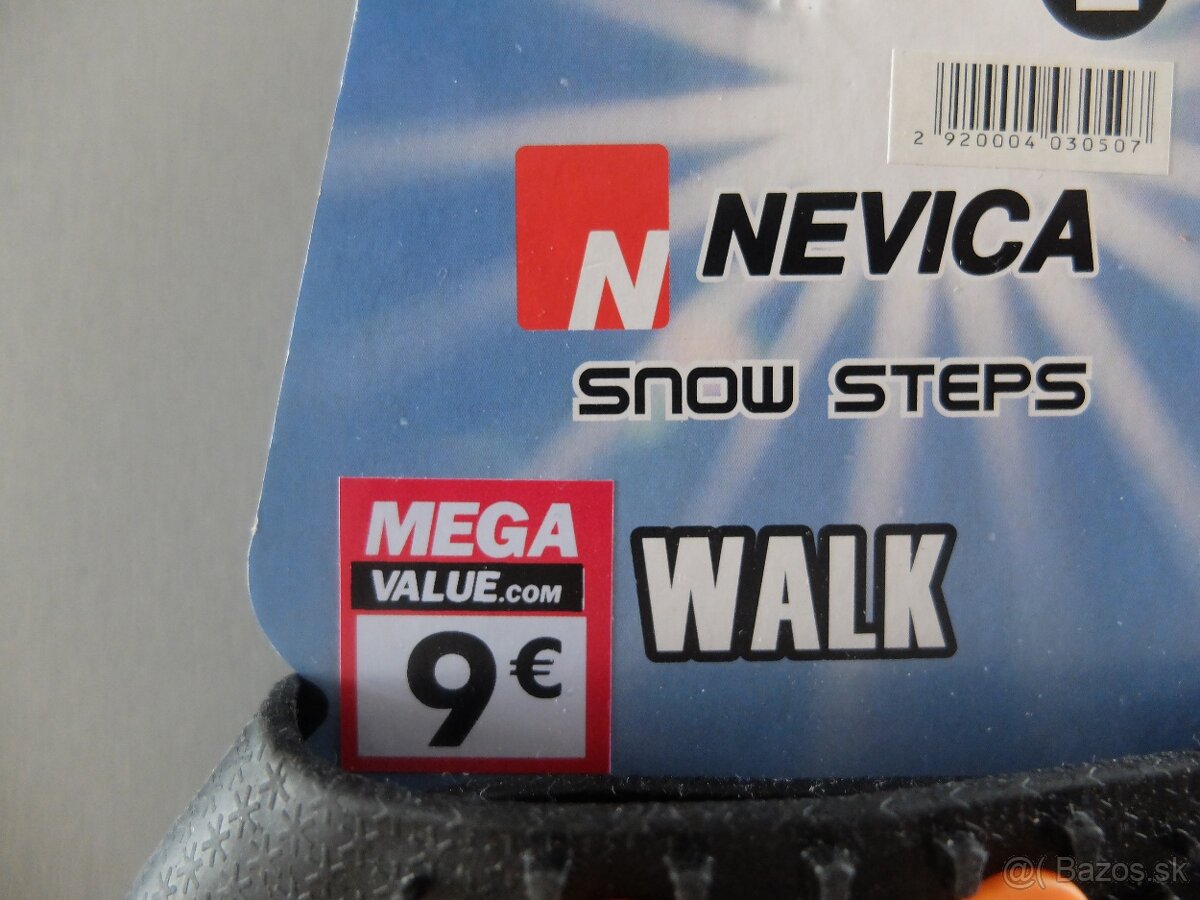 2 920004 030507
N NEVICA
SNOW STEPS
MEGA
VALUE.COM
9€
WALK
@( Bazos.sk